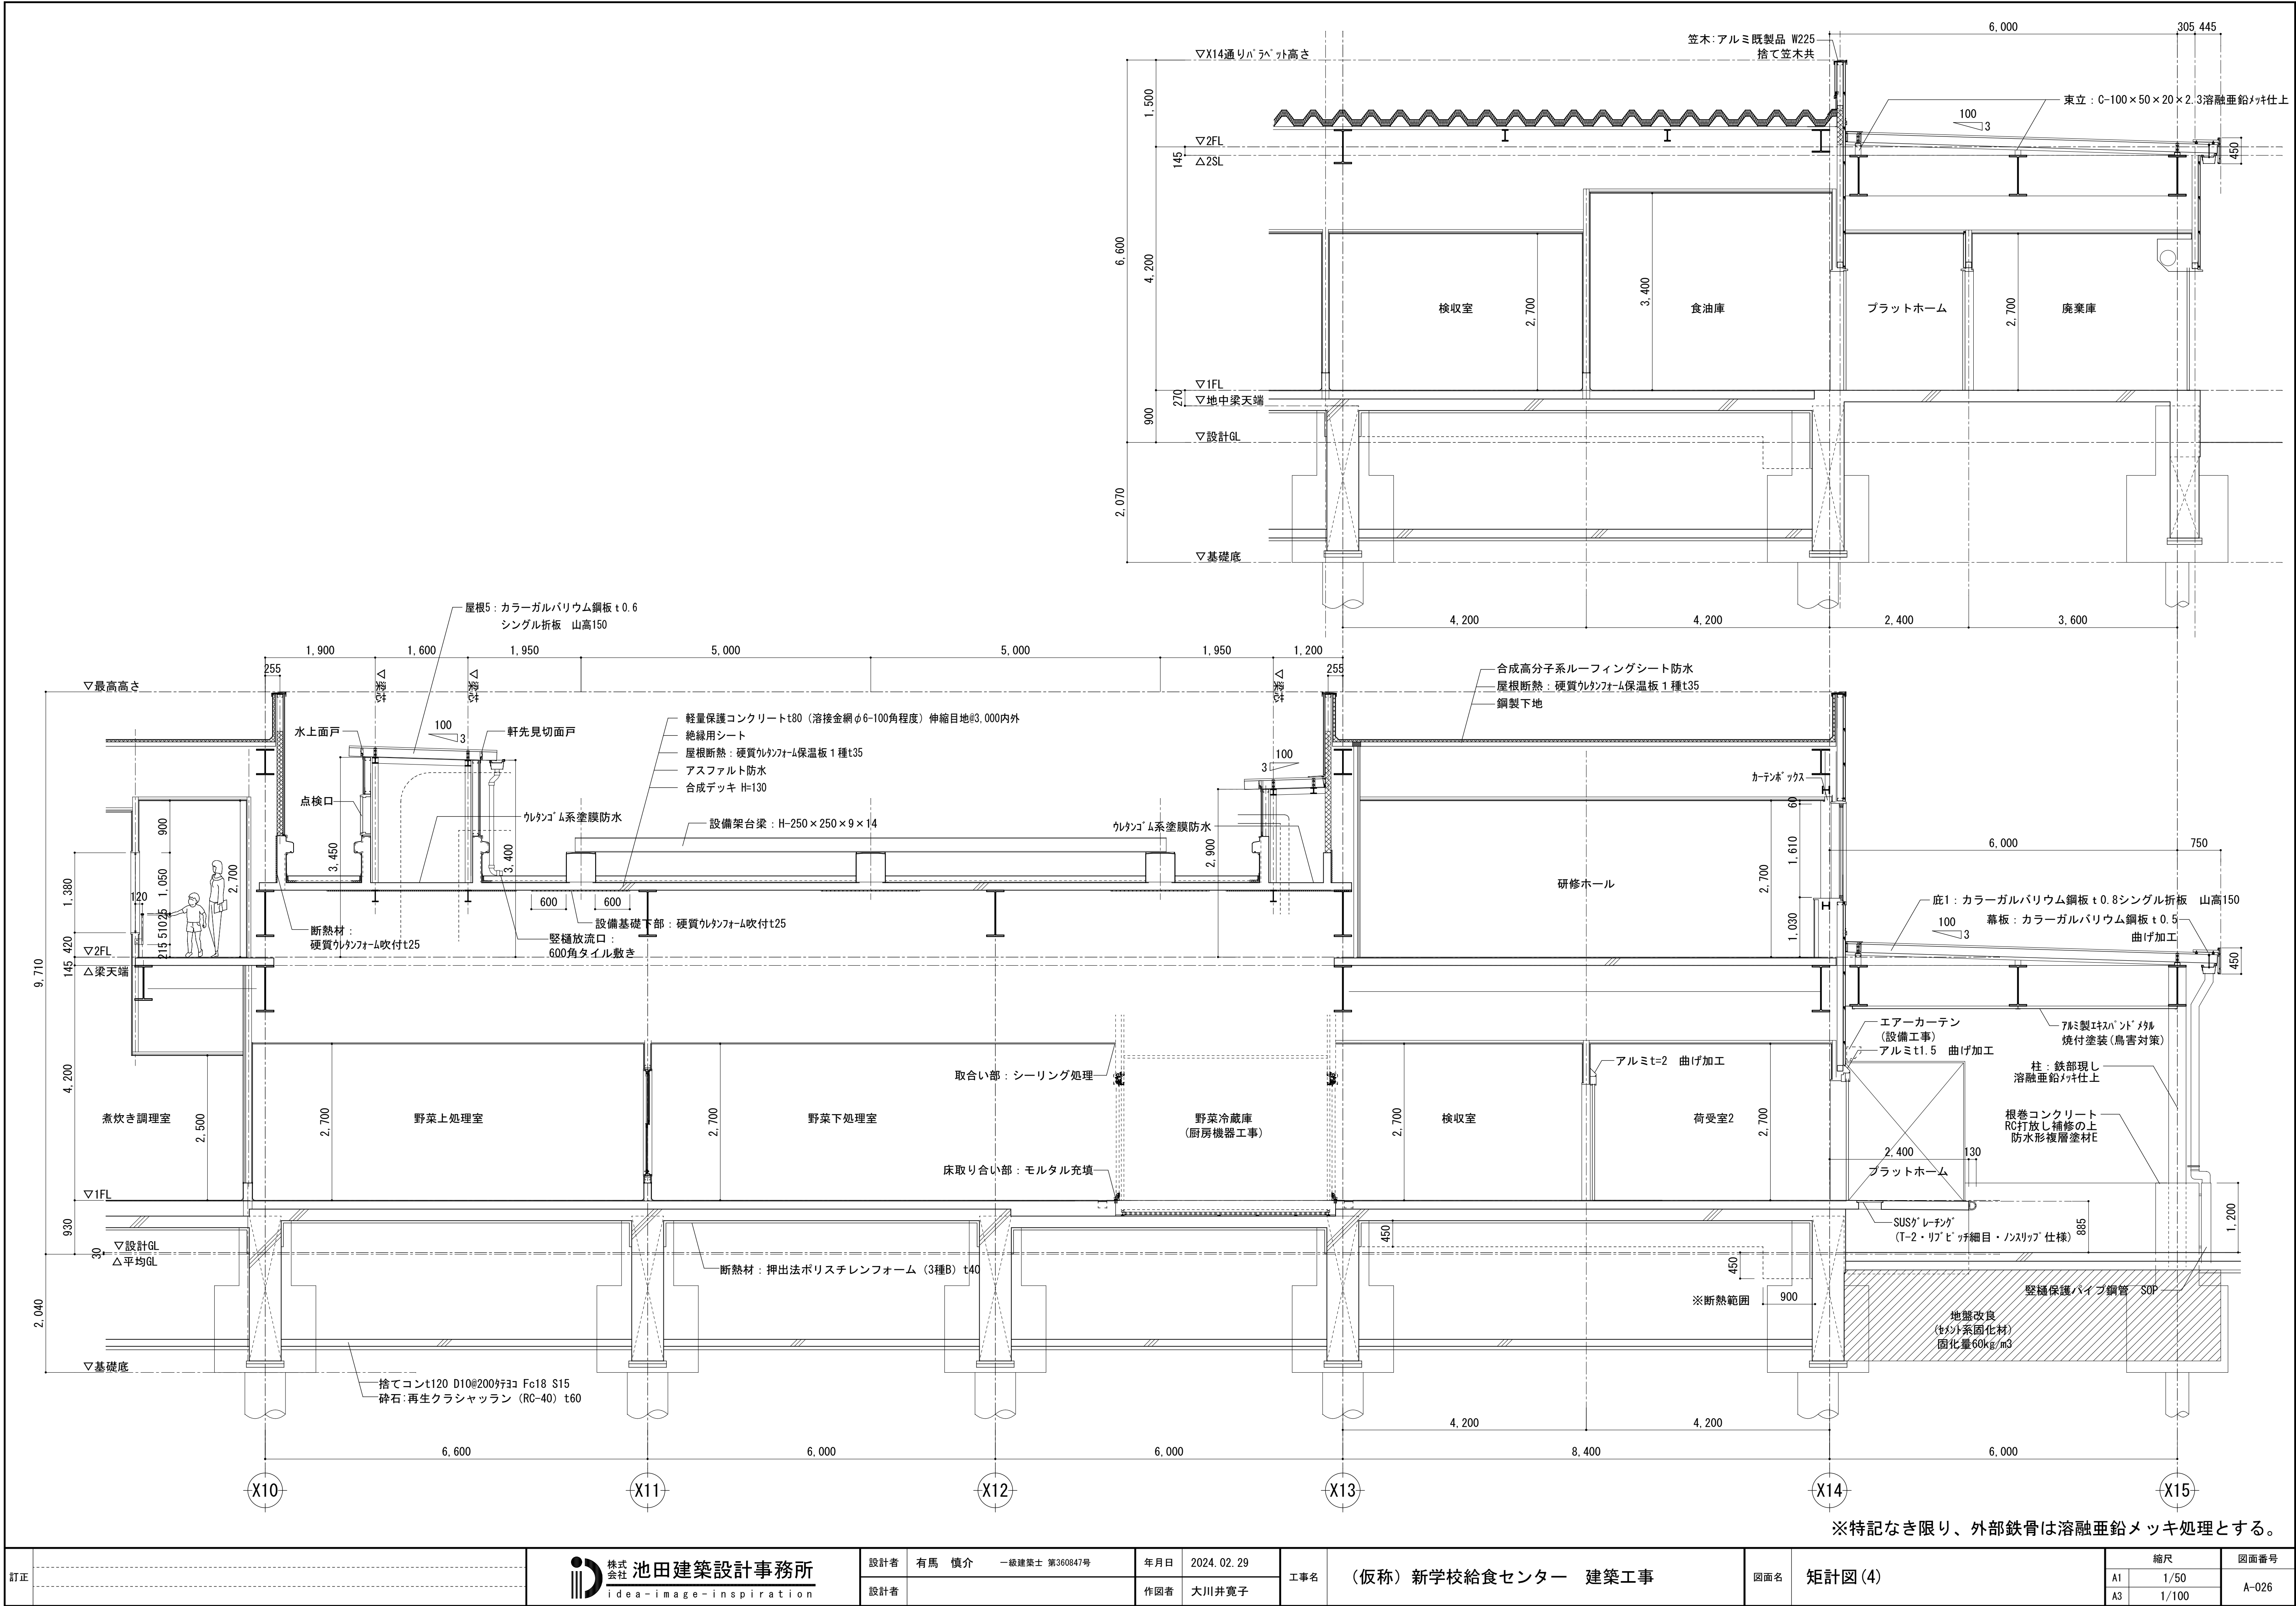 6,000
305 445
笠木:アルミ既製品 W225
捨て笠木共
▽X14通りパラペット高さ
1,500
束立：C-100×50×20×2.3溶融亜鉛メッキ仕上
100
3
▽2FL
145
△2SL
450
6,600
4,200
検収室
2,700
食油庫
3,400
プラットホーム
2,700
廃棄庫
▽1FL
270
▽地中梁天端
900
▽設計GL
2,070
▽基礎底
4,200
4,200
2,400
3,600
屋根5：カラーガルバリウム鋼板 t0.6
シングル折板　山高150
1,900
1,600
1,950
5,000
5,000
1,950
1,200
255
255
▽最高高さ
▽梁芯
▽梁芯
▽梁芯
水上面戸
100
3
軒先見切面戸
軽量保護コンクリートt80（溶接金網φ6-100角程度）伸縮目地@3,000内外
絶縁用シート
屋根断熱：硬質ウレタンフォーム保温板１種t35
アスファルト防水
合成デッキ H=130
合成高分子系ルーフィングシート防水
屋根断熱：硬質ウレタンフォーム保温板１種t35
鋼製下地
100
3
カーテンボックス
点検口
ウレタンゴム系塗膜防水
設備架台梁：H-250×250×9×14
ウレタンゴム系塗膜防水
900
3,450
3,400
2,900
60
1,610
6,000
750
1,380
120
1,050
2,700
研修ホール
2,700
600
600
庇1：カラーガルバリウム鋼板 t0.8シングル折板　山高150
設備基礎下部：硬質ウレタンフォーム吹付t25
断熱材：
硬質ウレタンフォーム吹付t25
竪樋放流口：
600角タイル敷き
100
3
幕板：カラーガルバリウム鋼板 t0.5
曲げ加工
420
215 510 25
1,030
▽2FL
145
△梁天端
450
9,710
アルミ製エキスパンドメタル
焼付塗装(鳥害対策)
エアーカーテン
(設備工事)
アルミt1.5　曲げ加工
アルミt=2　曲げ加工
取合い部：シーリング処理
柱：鉄部現し
溶融亜鉛メッキ仕上
4,200
煮炊き調理室
2,500
2,700
野菜上処理室
2,700
野菜下処理室
野菜冷蔵庫
(厨房機器工事)
2,700
検収室
荷受室2
2,700
根巻コンクリート
RC打放し補修の上
防水形複層塗材E
2,400
130
プラットホーム
床取り合い部：モルタル充填
▽1FL
930
30
▽設計GL
△平均GL
450
SUSグレーチング
(T-2・リブピッチ細目・ノンスリップ仕様)
885
1,200
断熱材：押出法ポリスチレンフォーム（3種B）t40
450
※断熱範囲
900
竪樋保護パイプ鋼管　SOP
地盤改良
(セメント系固化材)
固化量60kg/m3
2,040
▽基礎底
捨てコンt120 D10@200タテヨコ Fc18 S15
砕石:再生クラシャッラン（RC-40）t60
4,200
4,200
6,600
6,000
6,000
8,400
6,000
X10
X11
X12
X13
X14
X15
※特記なき限り、外部鉄骨は溶融亜鉛メッキ処理とする。
訂正
株式会社 池田建築設計事務所
idea-image-inspiration
設計者　有馬　慎介　一級建築士 第360847号
設計者
年月日　2024.02.29
作図者　大川井寛子
工事名　（仮称）新学校給食センター　建築工事
図面名　矩計図(4)
縮尺
A1　1/50
A3　1/100
図面番号
A-026